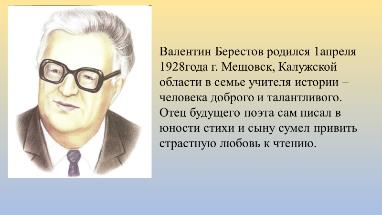 Валентин Берестов родился 1апреля
1928года г. Мещовск, Калужской
области в семье учителя истории –
человека доброго и талантливого.
Отец будущего поэта сам писал в
юности стихи и сыну сумел привить
страстную любовь к чтению.